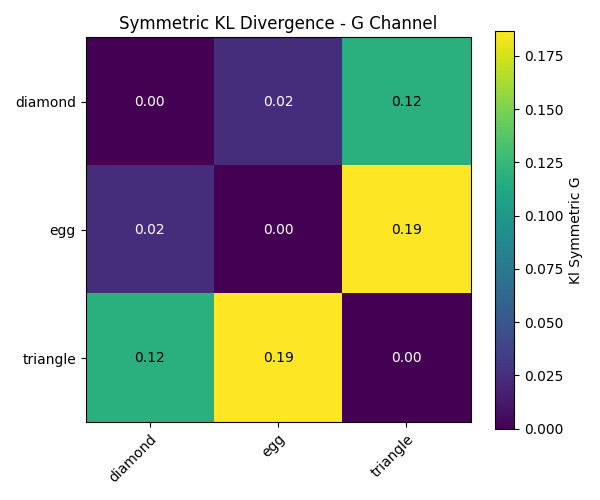 Symmetric KL Divergence - G Channel
diamond
0.00 0.02 0.12
egg
0.02 0.00 0.19
triangle
0.12 0.19 0.00
diamond egg triangle
0.175
0.150
0.125
0.100
0.075
0.050
0.025
0.000
Kl Symmetric G